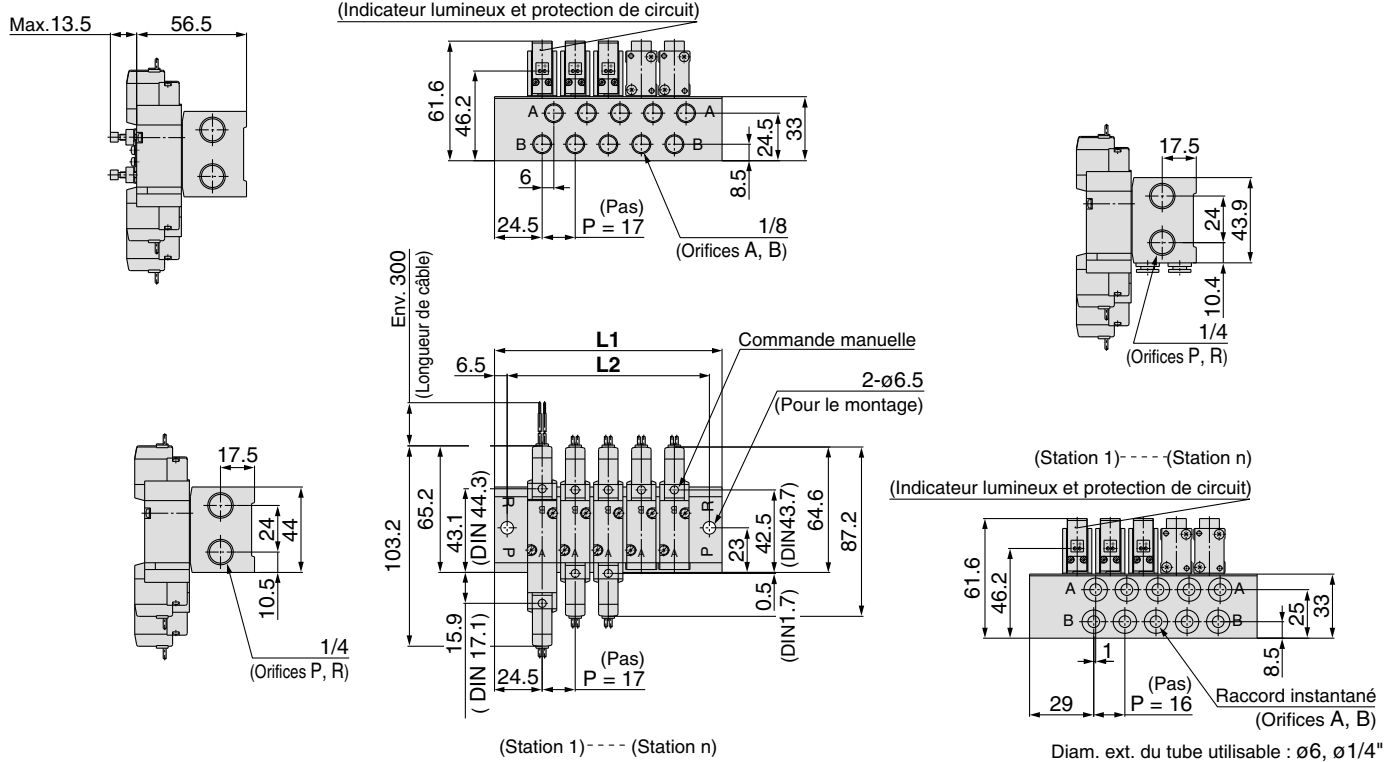 Max.13.5
56.5
(Indicateur lumineux et protection de circuit)
61.6
46.2
A
A
B
B
24.5
33
8.5
6
24.5
(Pas)
P = 17
1/8
(Orifices A, B)
17.5
24
43.9
10.4
1/4
(Orifices P, R)
Env. 300
(Longueur de câble)
L1
L2
6.5
Commande manuelle
2-ø6.5
(Pour le montage)
17.5
24
44
10.5
1/4
(Orifices P, R)
103.2
65.2
43.1
(DIN 44.3)
15.9
( DIN 17.1)
R
P
B
B
B
B
B
A
A
A
A
A
R
P
23
42.5
(DIN43.7)
64.6
87.2
0.5
(DIN1.7)
24.5
(Pas)
P = 17
(Station 1)----- (Station n)
(Station 1)-----(Station n)
(Indicateur lumineux et protection de circuit)
61.6
46.2
A
A
B
B
25
33
8.5
1
29
(Pas)
P = 16
Raccord instantané
(Orifices A, B)
Diam. ext. du tube utilisable : ø6, ø1/4"